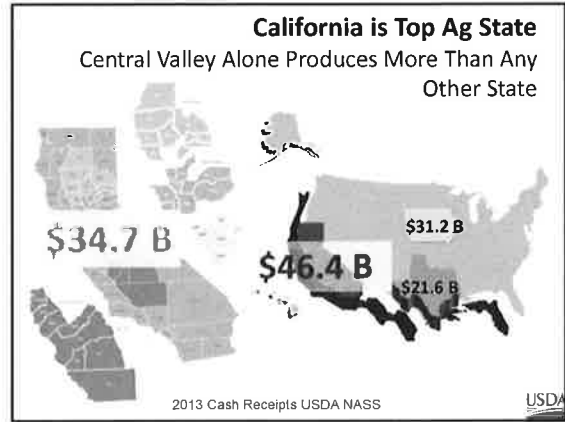 California is Top Ag State
Central Valley Alone Produces More Than Any
Other State
$34.7 B
$46.4 B
$31.2 B
$21.6 B
2013 Cash Receipts USDA NASS
USDA